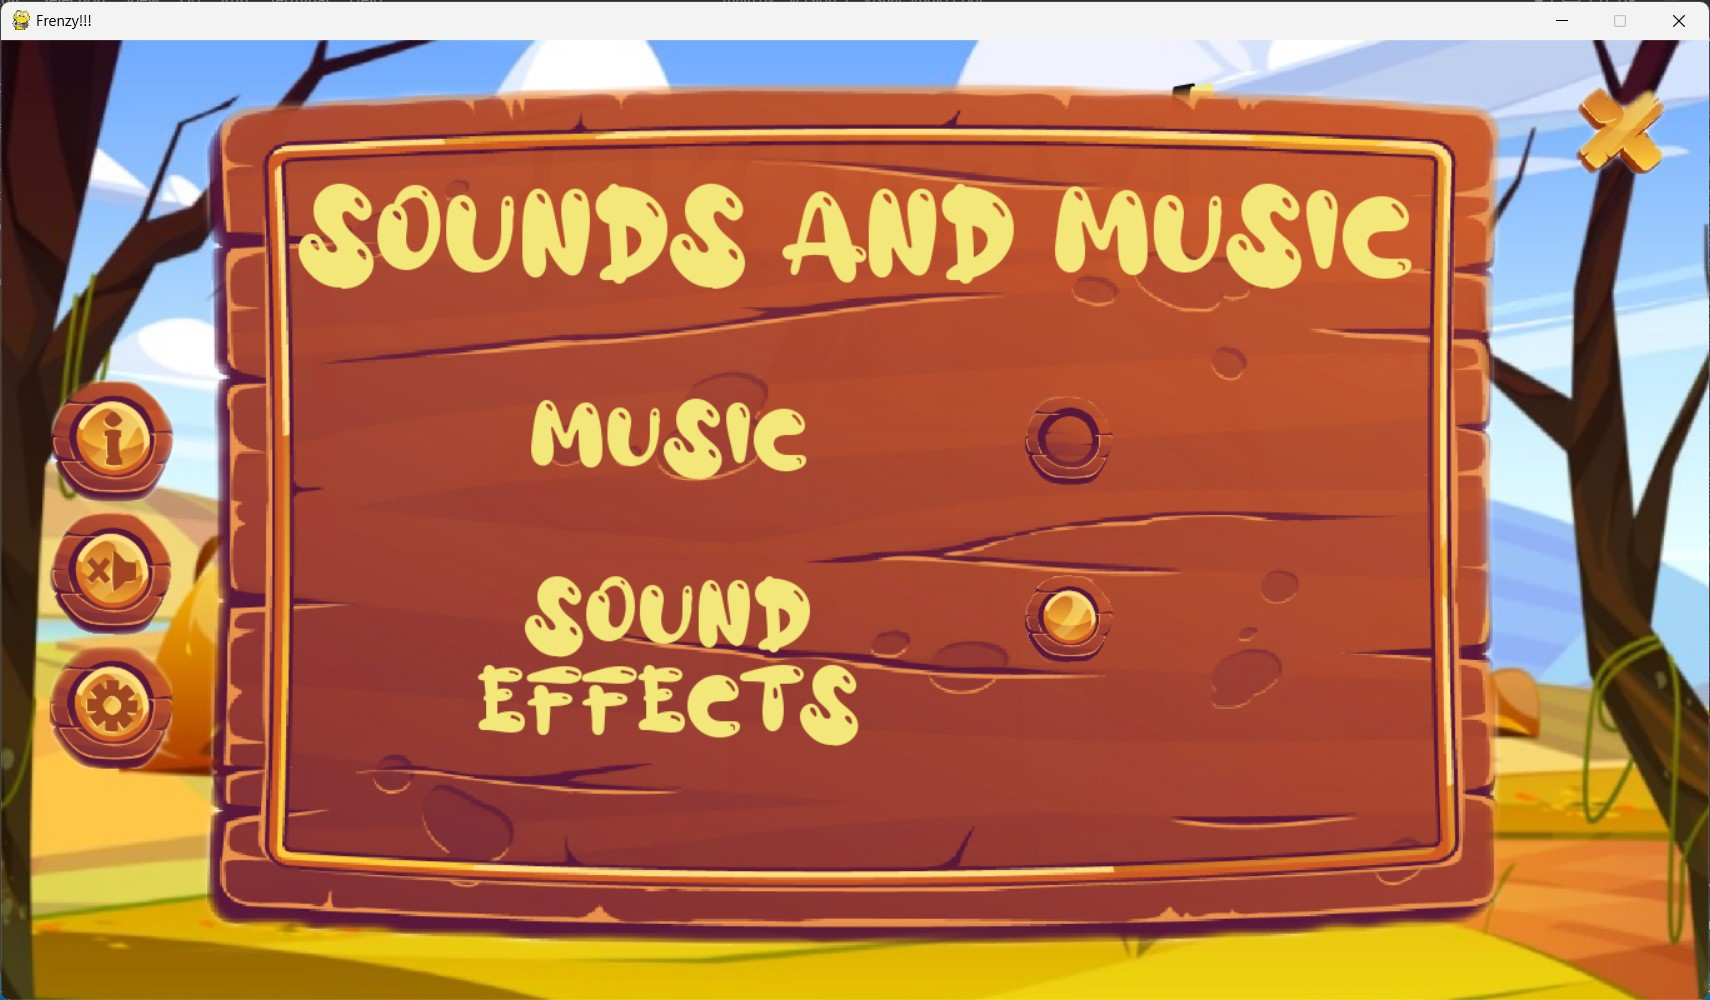 Frenzy!!!
SOUNDS AND MUSIC
MUSIC
SOUND
EFFECTS